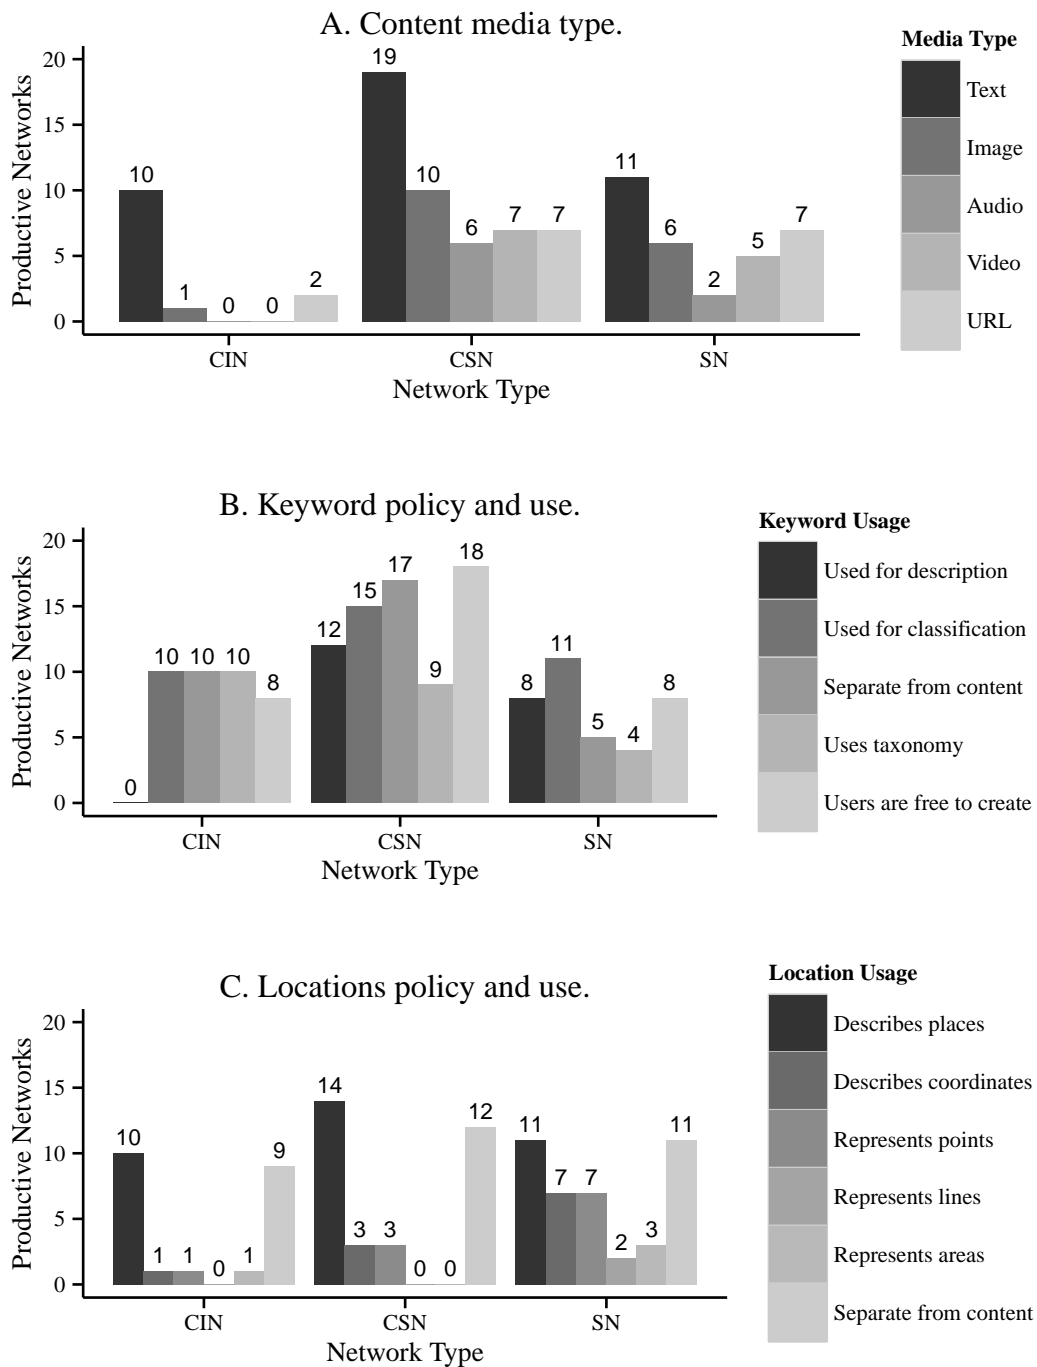 A. Content media type.
Productive Networks
20
15
10
5
0
10
1
0
0
2
19
10
6
7
7
11
6
2
5
7
CIN
CSN
SN
Network Type
Media Type
Text
Image
Audio
Video
URL
B. Keyword policy and use.
Productive Networks
20
15
10
5
0
0
10
10
10
8
12
15
17
9
18
8
11
5
4
8
CIN
CSN
SN
Network Type
Keyword Usage
Used for description
Used for classification
Separate from content
Uses taxonomy
Users are free to create
C. Locations policy and use.
Productive Networks
20
15
10
5
0
10
1
1
0
1
9
14
3
3
0
0
12
11
7
7
2
3
11
CIN
CSN
SN
Network Type
Location Usage
Describes places
Describes coordinates
Represents points
Represents lines
Represents areas
Separate from content